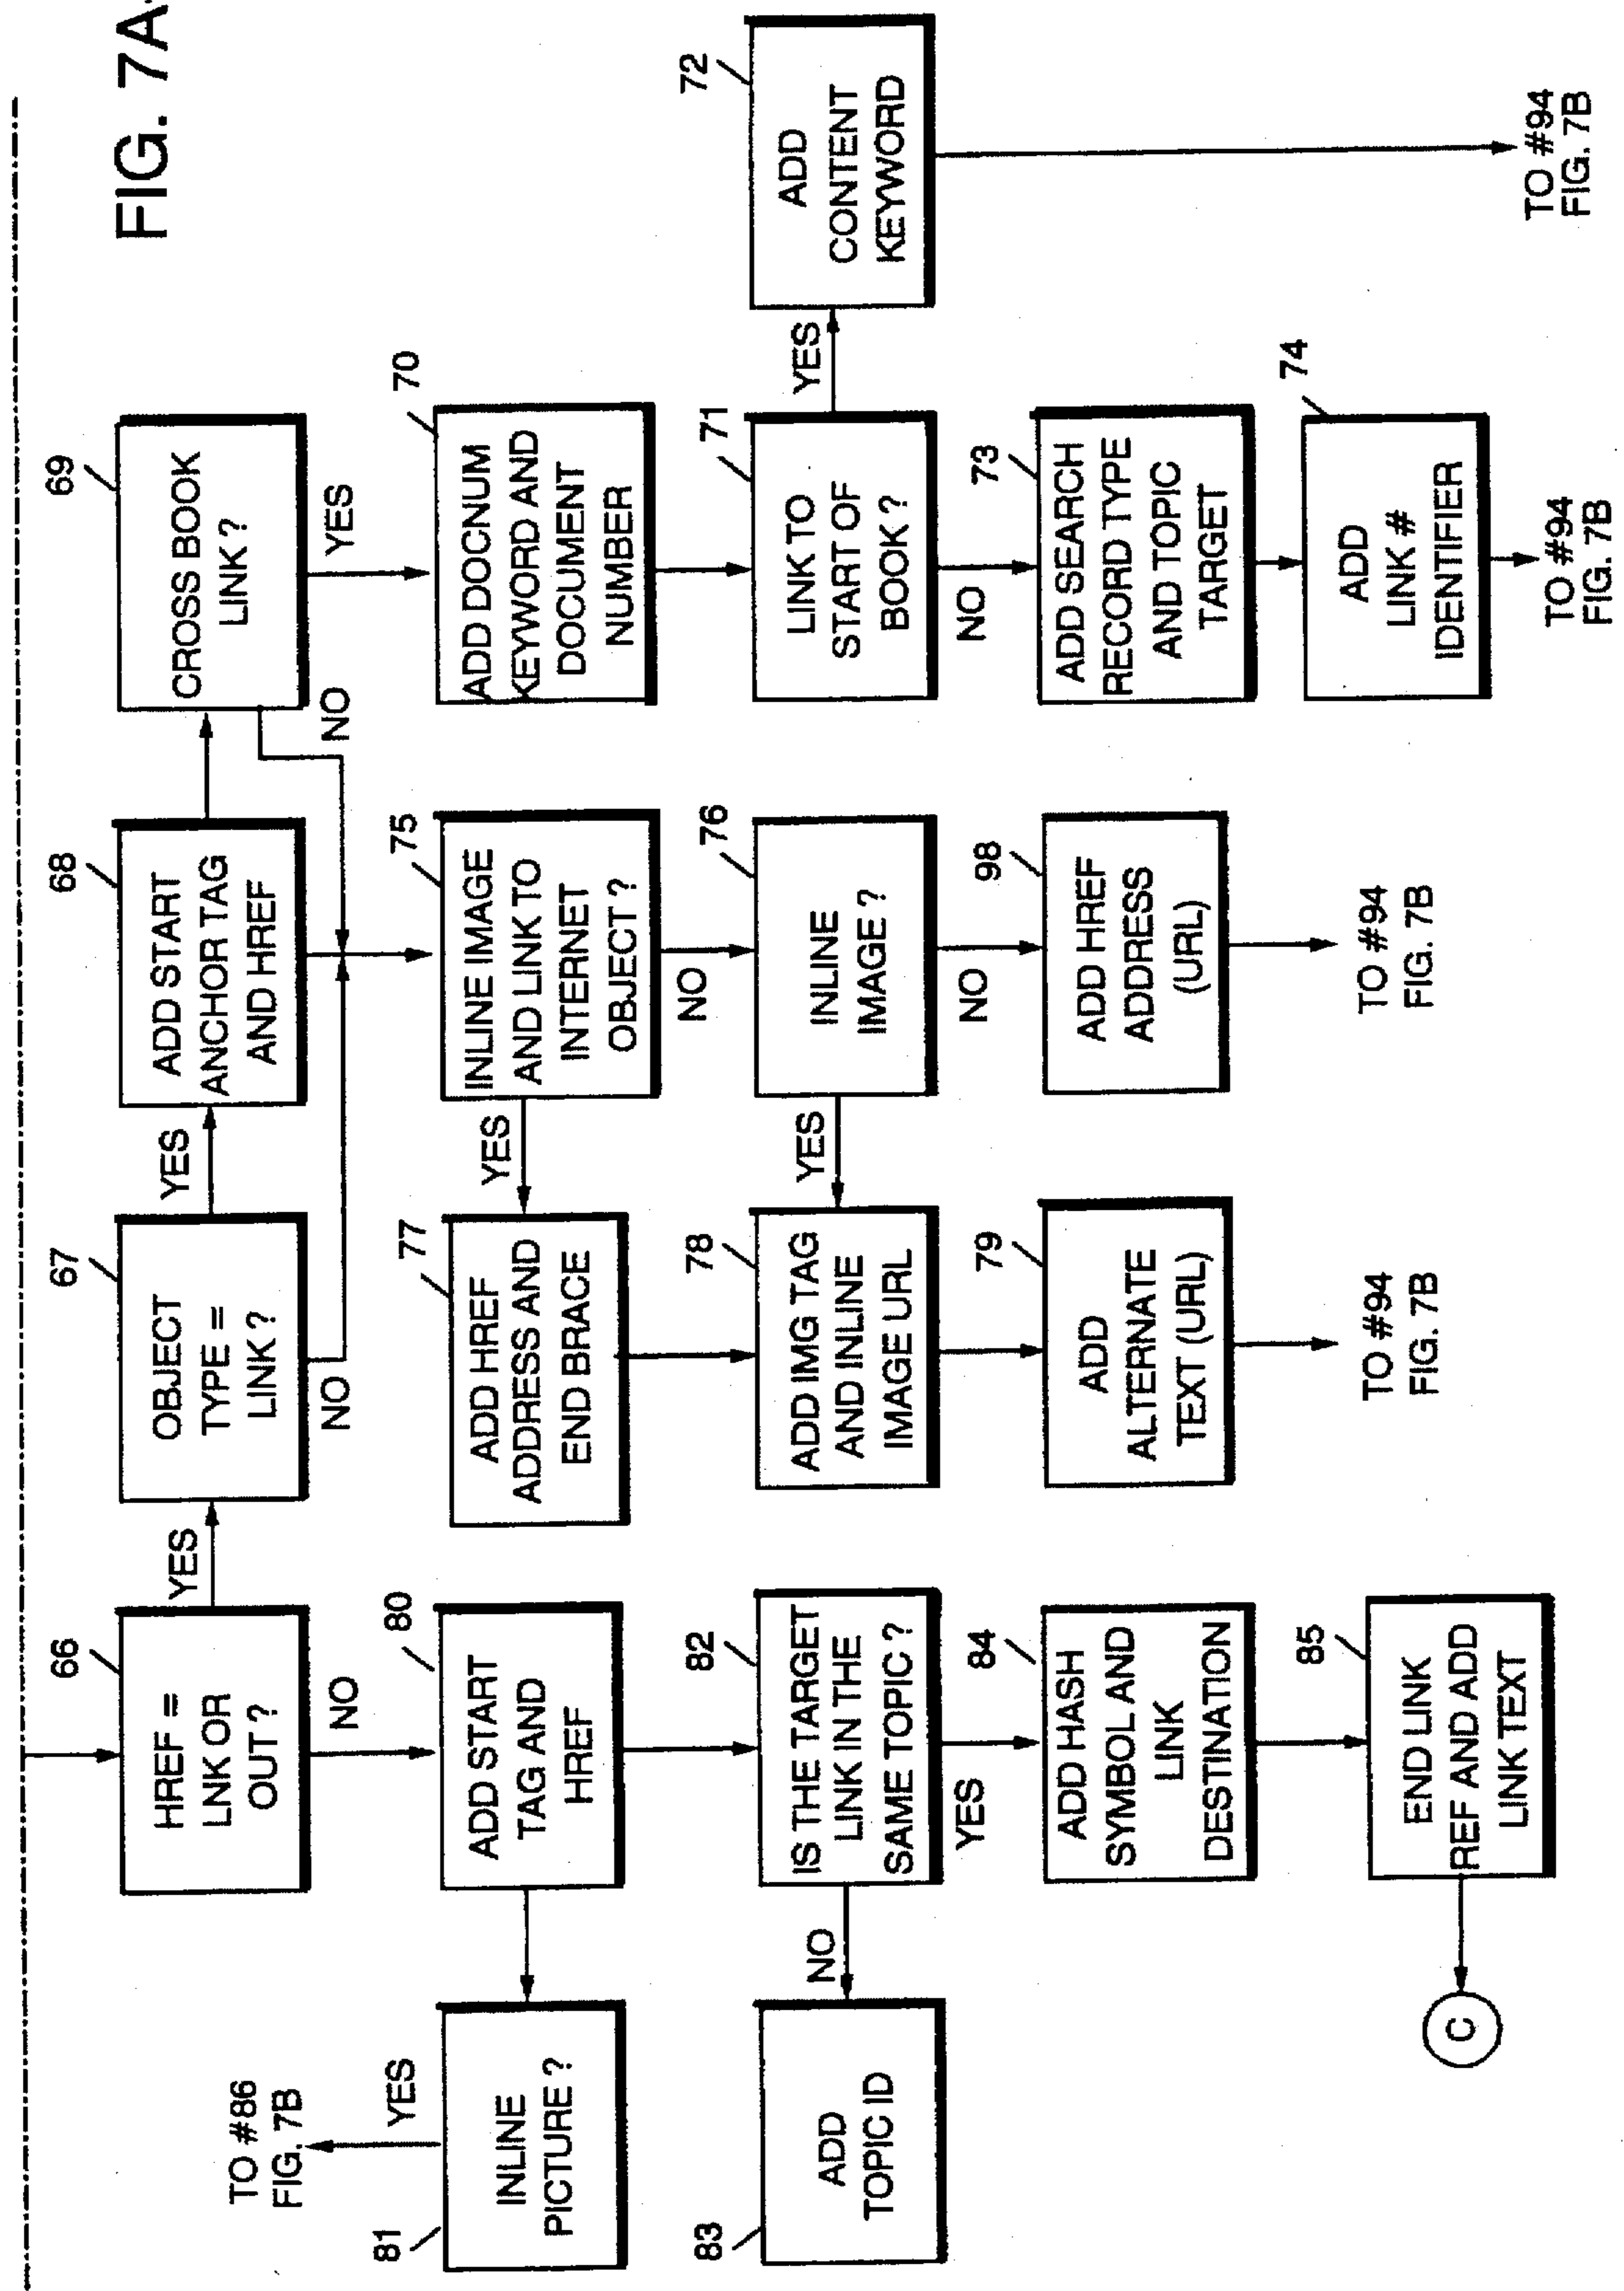 FIG. 7A
66
HREF =
LNK OR
OUT ?
YES
NO
67
OBJECT
TYPE =
LINK ?
YES
NO
68
ADD START
ANCHOR TAG
AND HREF
69
CROSS BOOK
LINK ?
NO
YES
80
ADD START
TAG AND
HREF
81
INLINE
PICTURE ?
YES
TO #86
FIG. 7B
77
ADD HREF
ADDRESS AND
END BRACE
YES
75
INLINE IMAGE
AND LINK TO
INTERNET
OBJECT ?
NO
70
ADD DOCNUM
KEYWORD AND
DOCUMENT
NUMBER
83
ADD
TOPIC ID
NO
82
IS THE TARGET
LINK IN THE
SAME TOPIC ?
YES
78
ADD IMG TAG
AND INLINE
IMAGE URL
YES
76
INLINE
IMAGE ?
NO
71
LINK TO
START OF
BOOK ?
YES
NO
72
ADD
CONTENT
KEYWORD
TO #94
FIG. 7B
84
ADD HASH
SYMBOL AND
LINK
DESTINATION
79
ADD
ALTERNATE
TEXT (URL)
TO #94
FIG. 7B
98
ADD HREF
ADDRESS
(URL)
TO #94
FIG. 7B
73
ADD SEARCH
RECORD TYPE
AND TOPIC
TARGET
85
END LINK
REF AND ADD
LINK TEXT
C
74
ADD
LINK #
IDENTIFIER
TO #94
FIG. 7B